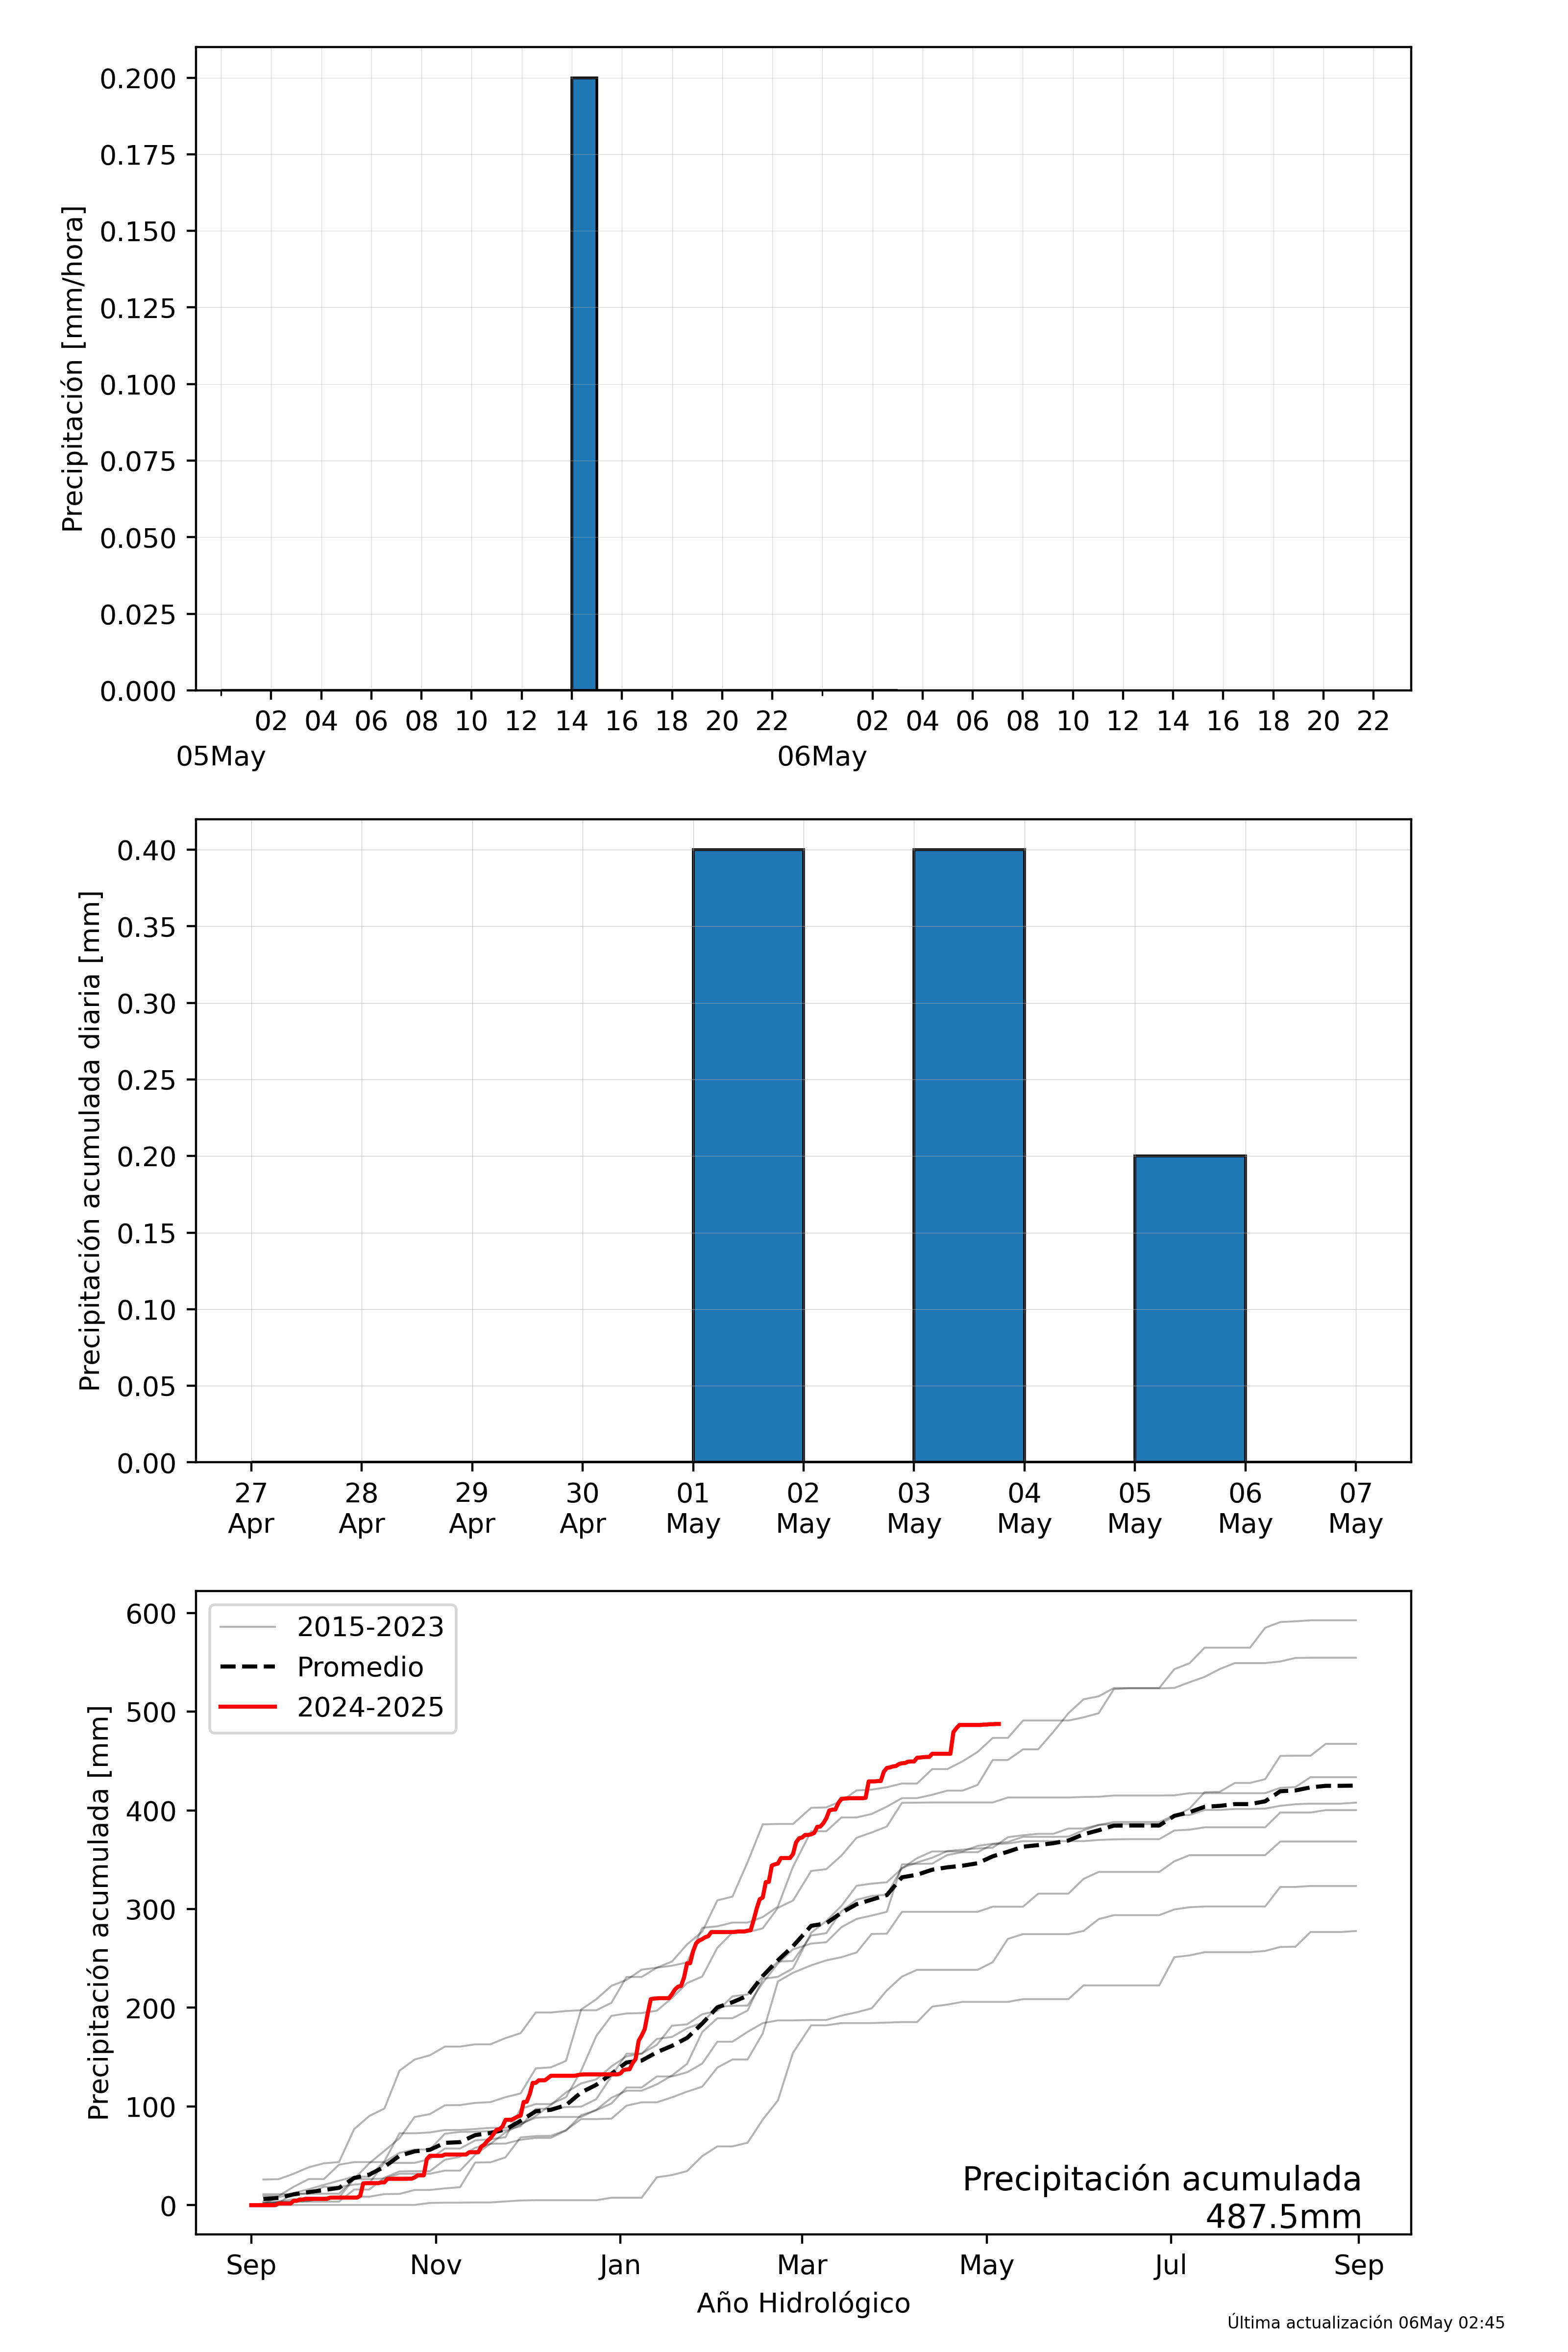 Precipitación [mm/hora]
0.200
0.175
0.150
0.125
0.100
0.075
0.050
0.025
0.000
02 04 06 08 10 12 14 16 18 20 22 02 04 06 08 10 12 14 16 18 20 22
05May 06May
Precipitación acumulada diaria [mm]
0.40
0.35
0.30
0.25
0.20
0.15
0.10
0.05
0.00
27 28 29 30 01 02 03 04 05 06 07
Apr Apr Apr Apr May May May May May May May
Precipitación acumulada [mm]
600
500
400
300
200
100
0
2015-2023
Promedio
2024-2025
Precipitación acumulada
487.5mm
Sep Nov Jan Mar May Jul Sep
Año Hidrológico
Última actualización 06May 02:45